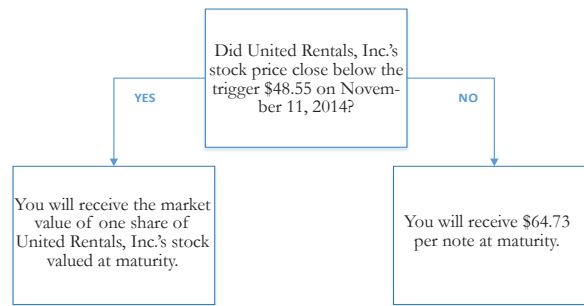 Did United Rentals, Inc.'s
stock price close below the
trigger $48.55 on Novem-
ber 11, 2014?
YES
NO
You will receive the market
value of one share of
United Rentals, Inc.'s stock
valued at maturity.
You will receive $64.73
per note at maturity.